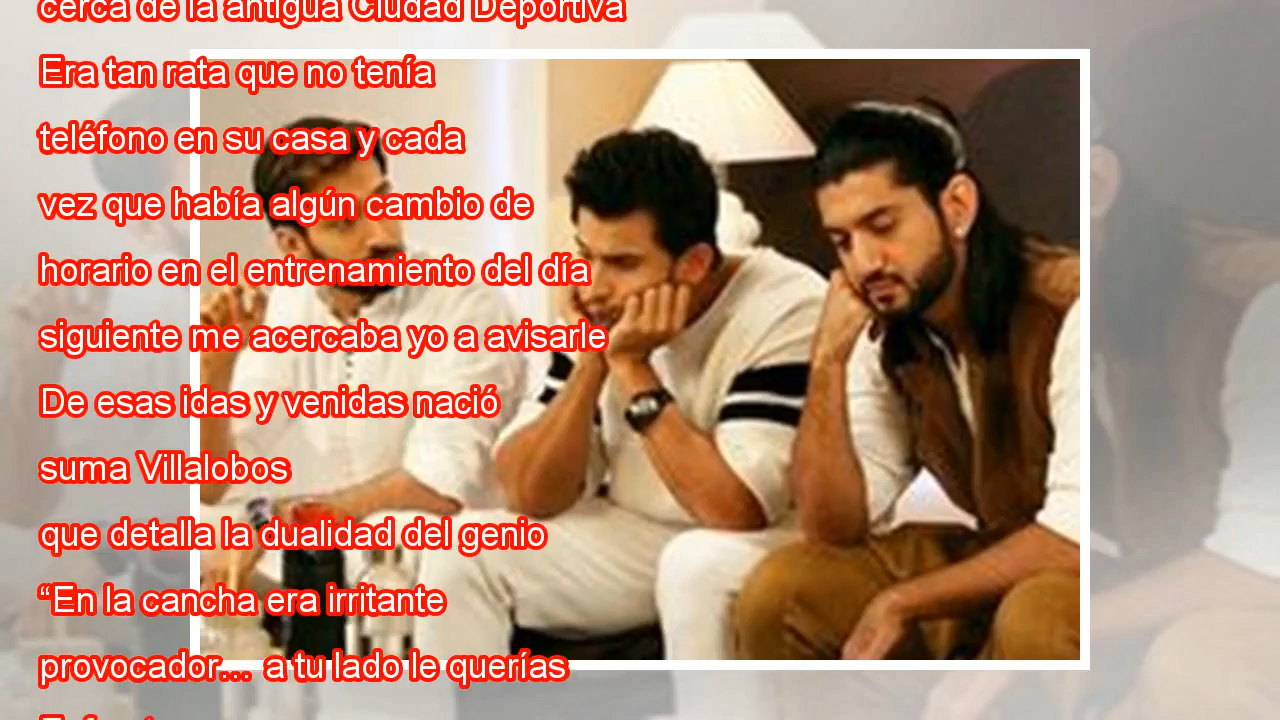 cerca de la antigua Ciudad Deportiva
Era tan rata que no tenía
teléfono en su casa y cada
vez que había algún cambio de
horario en el entrenamiento del día
siguiente me acercaba yo a avisarle
De esas idas y venidas nació
suma Villalobos
que detalla la dualidad del genio
“En la cancha era irritante
provocador... a tu lado le querías